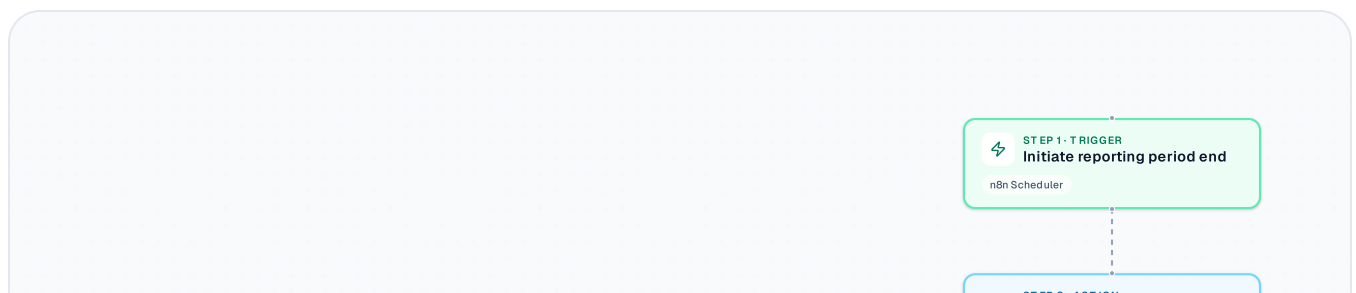 STEP 1 · TRIGGER
Initiate reporting period end
n8n Scheduler